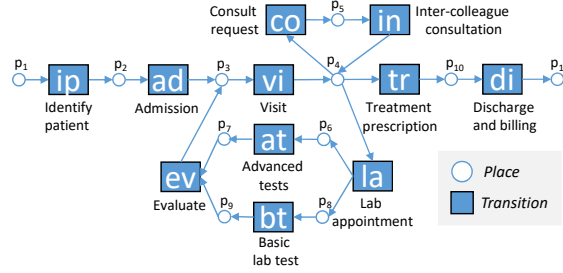 Consult
request
co
p5
in
Inter-colleague
consultation
p1
ip
p2
ad
p3
vi
p4
tr
p10
di
p1
Identify
patient
Admission
Visit
Treatment
prescription
Discharge
and billing
p7
at
p6
Advanced
tests
ev
la
Evaluate
Lab
appointment
p9
bt
p8
Basic
lab test
Place
Transition